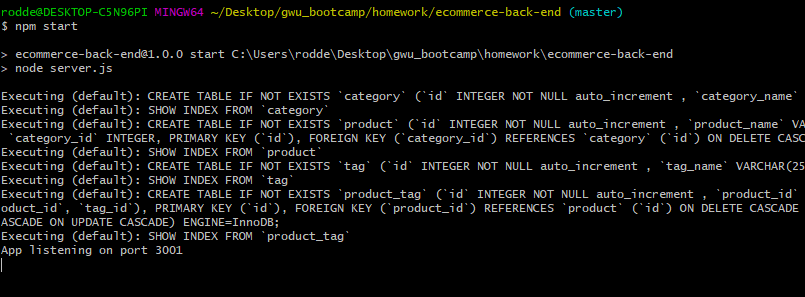 rodde@DESKTOP-C5N96PI MINGW64 ~/Desktop/gwu_bootcamp/homework/ecommerce-back-end (master)
$ npm start
> ecommerce-back-end@1.0.0 start C:\Users\rodde\Desktop\gwu_bootcamp\homework\ecommerce-back-end
> node server.js
Executing (default): CREATE TABLE IF NOT EXISTS `category` (`id` INTEGER NOT NULL auto_increment , `category_name`
Executing (default): SHOW INDEX FROM `category`
Executing (default): CREATE TABLE IF NOT EXISTS `product` (`id` INTEGER NOT NULL auto_increment , `product_name` VA
`category_id` INTEGER, PRIMARY KEY (`id`), FOREIGN KEY (`category_id`) REFERENCES `category` (`id`) ON DELETE CASC
Executing (default): SHOW INDEX FROM `product`
Executing (default): CREATE TABLE IF NOT EXISTS `tag` (`id` INTEGER NOT NULL auto_increment , `tag_name` VARCHAR(25
Executing (default): SHOW INDEX FROM `tag`
Executing (default): CREATE TABLE IF NOT EXISTS `product_tag` (`id` INTEGER NOT NULL auto_increment , `product_id`
oduct_id`, `tag_id`), PRIMARY KEY (`id`), FOREIGN KEY (`product_id`) REFERENCES `product` (`id`) ON DELETE CASCADE
ASCADE ON UPDATE CASCADE) ENGINE=InnoDB;
Executing (default): SHOW INDEX FROM `product_tag`
App listening on port 3001